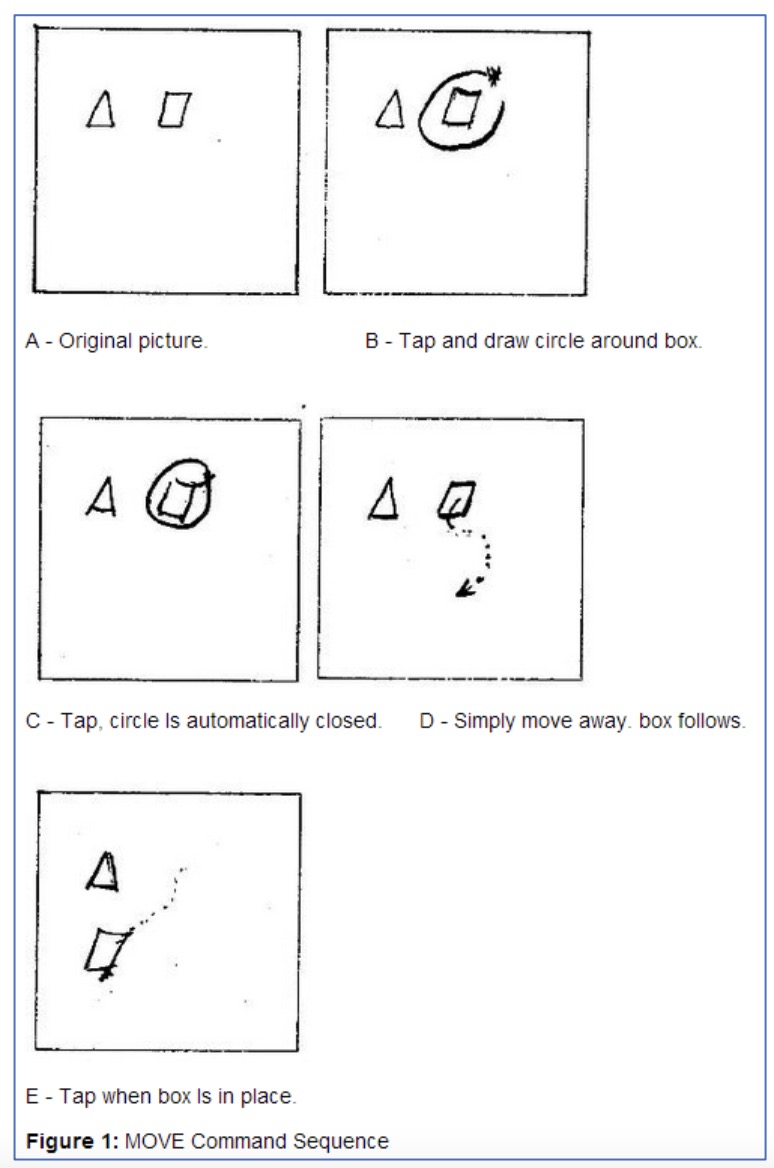 A - Original picture.
B - Tap and draw circle around box.
C - Tap, circle Is automatically closed.
D - Simply move away. box follows.
E - Tap when box Is in place.
Figure 1: MOVE Command Sequence